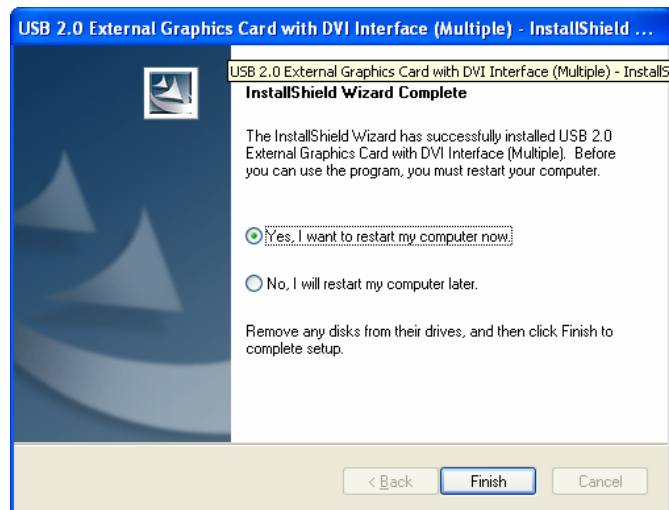 USB 2.0 External Graphics Card with DVI Interface (Multiple) - InstallShield ...
USB 2.0 External Graphics Card with DVI Interface (Multiple) - InstallS
InstallShield Wizard Complete
The InstallShield Wizard has successfully installed USB 2.0
External Graphics Card with DVI Interface (Multiple).  Before
you can use the program, you must restart your computer.
Yes, I want to restart my computer now.
No, I will restart my computer later.
Remove any disks from their drives, and then click Finish to
complete setup.
< Back Finish Cancel